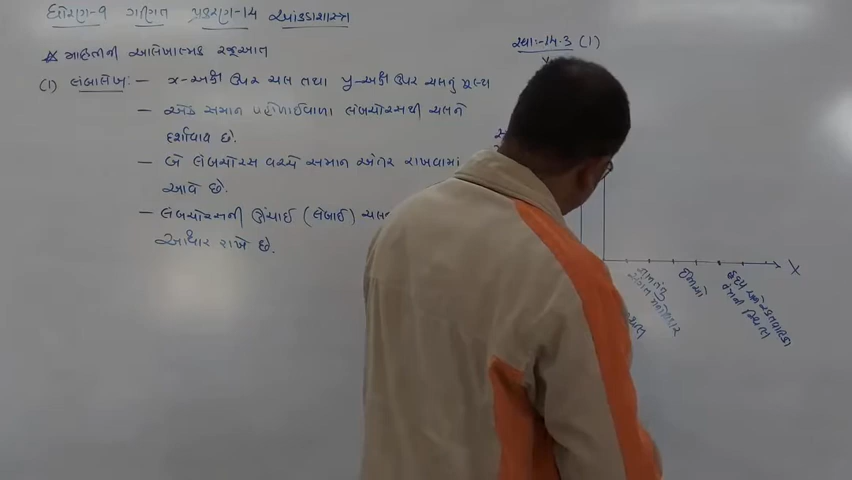 ધોરણ-૧ ગણિત પ્રકરણ-14 આંકડાશાસ્ત્ર
* માહિતીની આલેખાત્મક રજૂઆત
(1) લંબાલેખ :- x-અક્ષ ઉપર ચલ તથા y-અક્ષ ઉપર ચલનું મૂલ્ય
- એક સમાન પહોળાઈવાળા લંબચોરસથી ચલને
દર્શાવાય છે.
- બે લંબચોરસ વચ્ચે સમાન અંતર રાખવામાં
આવે છે.
- લંબચોરસની ઊંચાઈ (લંબાઈ) ચલ
આધાર રાખે છે.
સ્વા:-14.3 (1)
Y
X